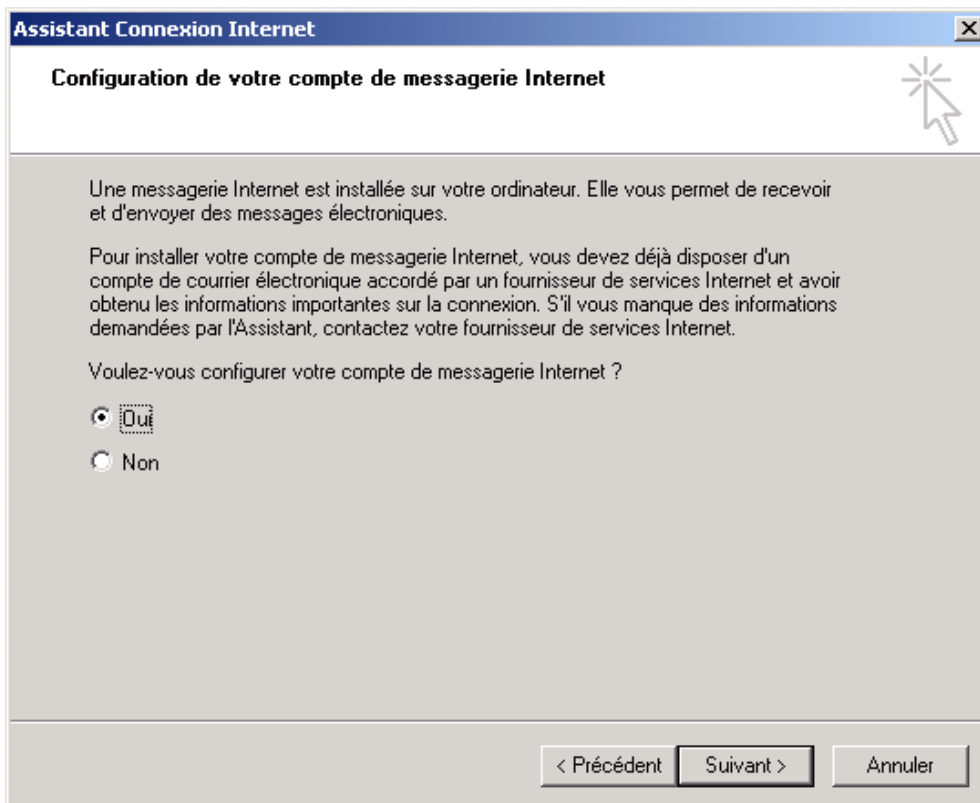 Assistant Connexion Internet
Configuration de votre compte de messagerie Internet
Une messagerie Internet est installée sur votre ordinateur. Elle vous permet de recevoir
et d'envoyer des messages électroniques.
Pour installer votre compte de messagerie Internet, vous devez déjà disposer d'un
compte de courrier électronique accordé par un fournisseur de services Internet et avoir
obtenu les informations importantes sur la connexion. S'il vous manque des informations
demandées par l'Assistant, contactez votre fournisseur de services Internet.
Voulez-vous configurer votre compte de messagerie Internet ?
Oui
Non
< Précédent Suivant > Annuler